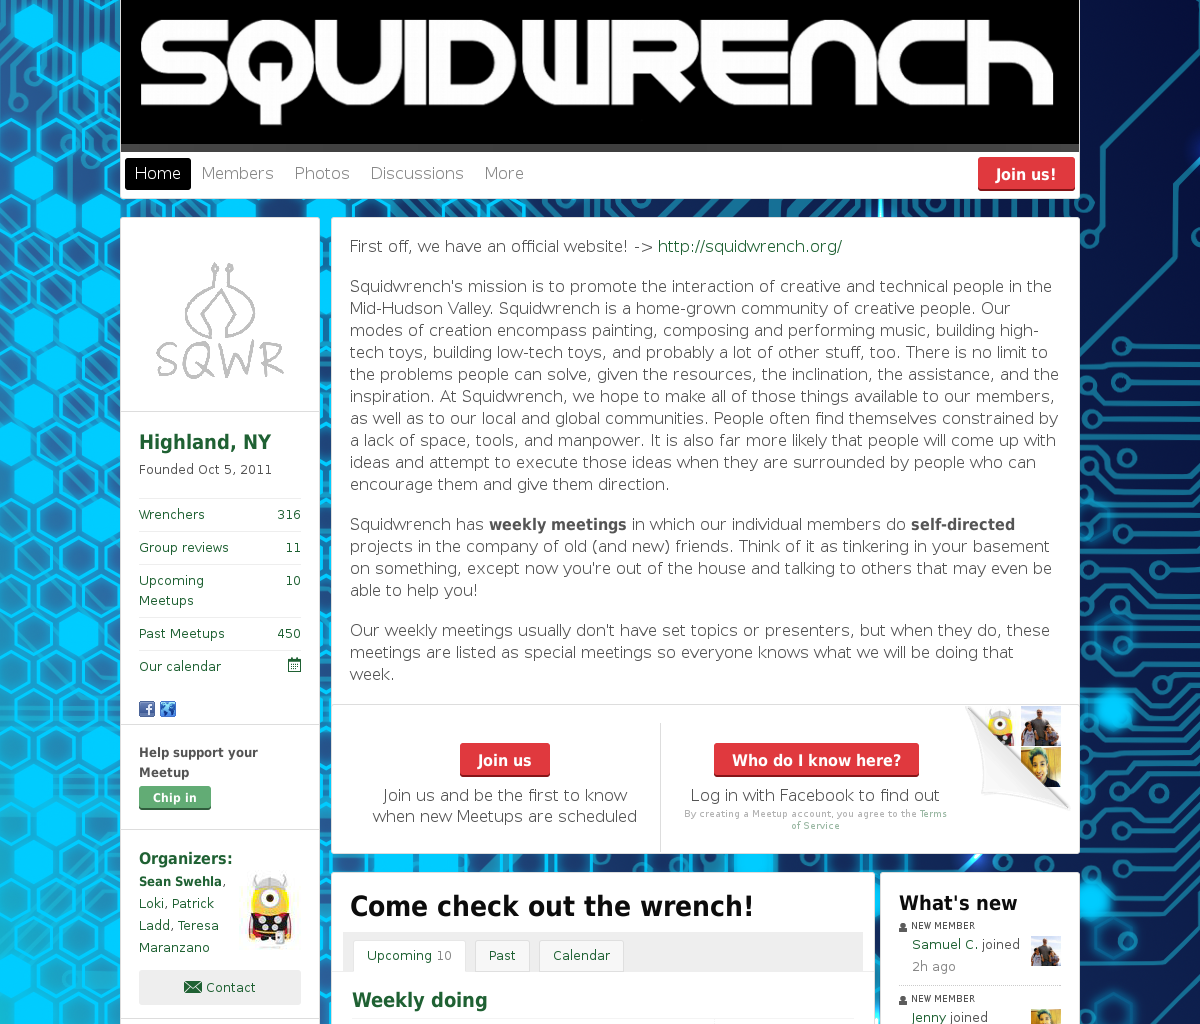 SQUIDWRENCH
Home Members Photos Discussions More Join us!
SQWR
Highland, NY
Founded Oct 5, 2011
Wrenchers 316
Group reviews 11
Upcoming Meetups 10
Past Meetups 450
Our calendar
Help support your
Meetup
Chip in
Organizers:
Sean Swehla,
Loki, Patrick
Ladd, Teresa
Maranzano
Contact
First off, we have an official website! -> http://squidwrench.org/
Squidwrench's mission is to promote the interaction of creative and technical people in the
Mid-Hudson Valley. Squidwrench is a home-grown community of creative people. Our
modes of creation encompass painting, composing and performing music, building high-
tech toys, building low-tech toys, and probably a lot of other stuff, too. There is no limit to
the problems people can solve, given the resources, the inclination, the assistance, and the
inspiration. At Squidwrench, we hope to make all of those things available to our members,
as well as to our local and global communities. People often find themselves constrained by
a lack of space, tools, and manpower. It is also far more likely that people will come up with
ideas and attempt to execute those ideas when they are surrounded by people who can
encourage them and give them direction.
Squidwrench has weekly meetings in which our individual members do self-directed
projects in the company of old (and new) friends. Think of it as tinkering in your basement
on something, except now you're out of the house and talking to others that may even be
able to help you!
Our weekly meetings usually don't have set topics or presenters, but when they do, these
meetings are listed as special meetings so everyone knows what we will be doing that
week.
Join us
Join us and be the first to know
when new Meetups are scheduled
Who do I know here?
Log in with Facebook to find out
By creating a Meetup account, you agree to the Terms
of Service
Come check out the wrench!
Upcoming 10 Past Calendar
Weekly doing
What's new
NEW MEMBER
Samuel C. joined
2h ago
NEW MEMBER
Jenny joined